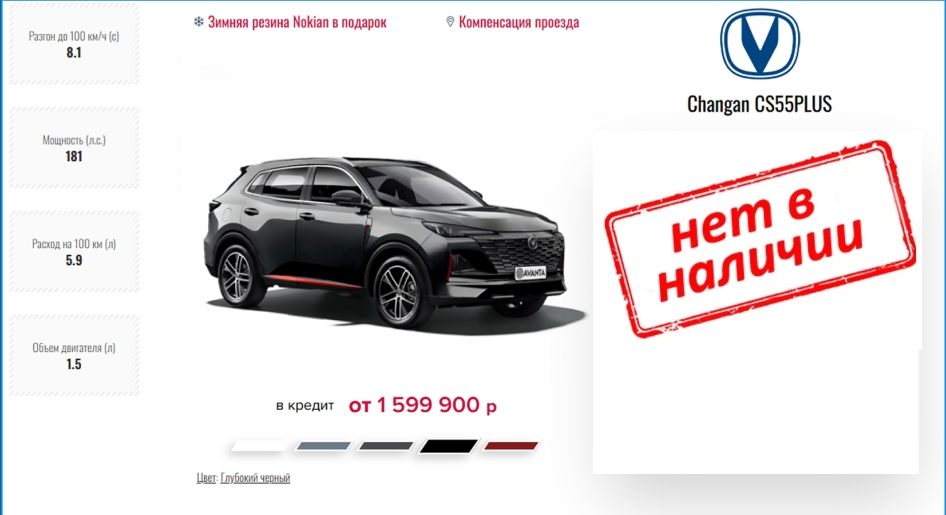 Зимняя резина Nokian в подарок
Компенсация проезда
Разгон до 100 км/ч (с)
8.1
Мощность (л.с.)
181
Расход на 100 км (л)
5.9
Объем двигателя (л)
1.5
AVANTA
в кредит от 1 599 900 р
Цвет: Глубокий черный
Changan CS55PLUS
нет в
наличии